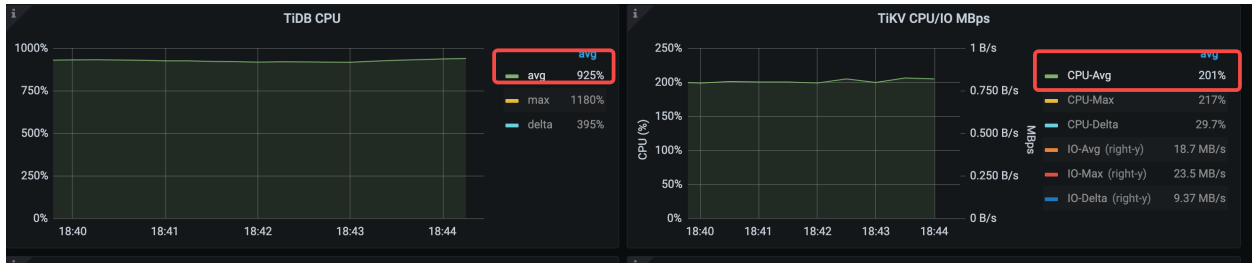 TiDB CPU
1000%
750%
500%
250%
0%
18:40 18:41 18:42 18:43 18:44
avg
avg 925%
max 1180%
delta 395%
TiKV CPU/IO MBps
CPU (%)
250%
200%
150%
100%
50%
0%
18:40 18:41 18:42 18:43 18:44
1 B/s
0.750 B/s
0.500 B/s
0.250 B/s
0 B/s
MBps
avg
CPU-Avg 201%
CPU-Max 217%
CPU-Delta 29.7%
IO-Avg (right-y) 18.7 MB/s
IO-Max (right-y) 23.5 MB/s
IO-Delta (right-y) 9.37 MB/s